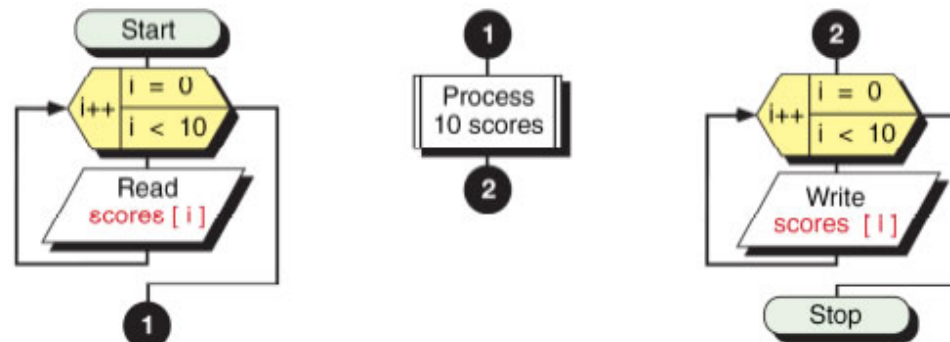 Start
i++
i = 0
i < 10
Read
scores [ i ]
1
1
Process
10 scores
2
2
i++
i = 0
i < 10
Write
scores [ I ]
Stop